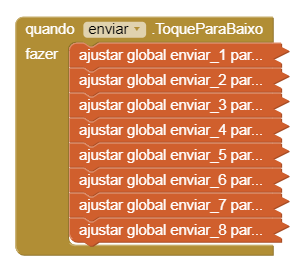 quando enviar .ToqueParaBaixo
fazer ajustar global enviar_1 par...
ajustar global enviar_2 par...
ajustar global enviar_3 par...
ajustar global enviar_4 par...
ajustar global enviar_5 par...
ajustar global enviar_6 par...
ajustar global enviar_7 par...
ajustar global enviar_8 par...